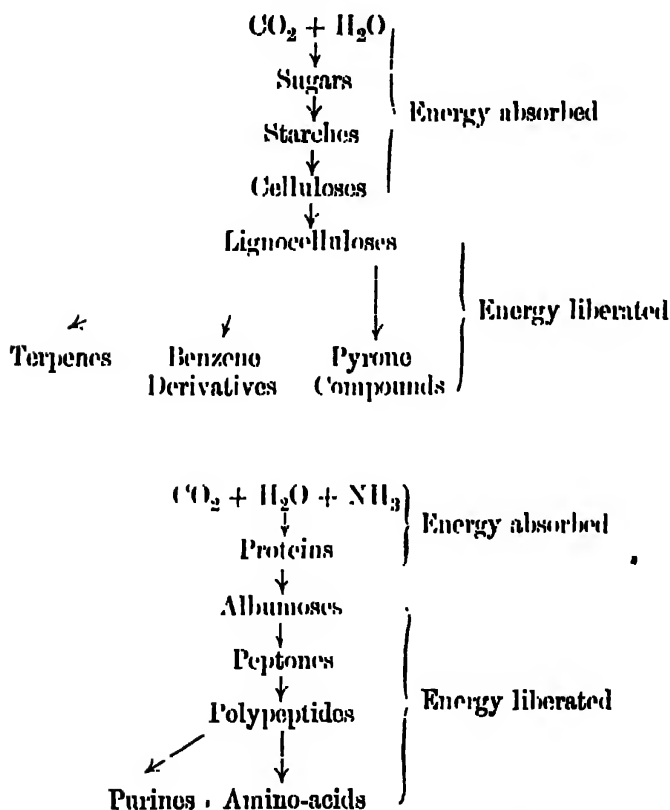 CO₂ + H₂O
Sugars
Energy absorbed
Starches
Celluloses
Lignocelluloses
Energy liberated
Terpenes Benzene Pyrone
Derivatives Compounds
CO₂ + H₂O + NH₃
Energy absorbed
Proteins
Albumoses
Peptones
Energy liberated
Polypeptides
Purines . Amino-acids